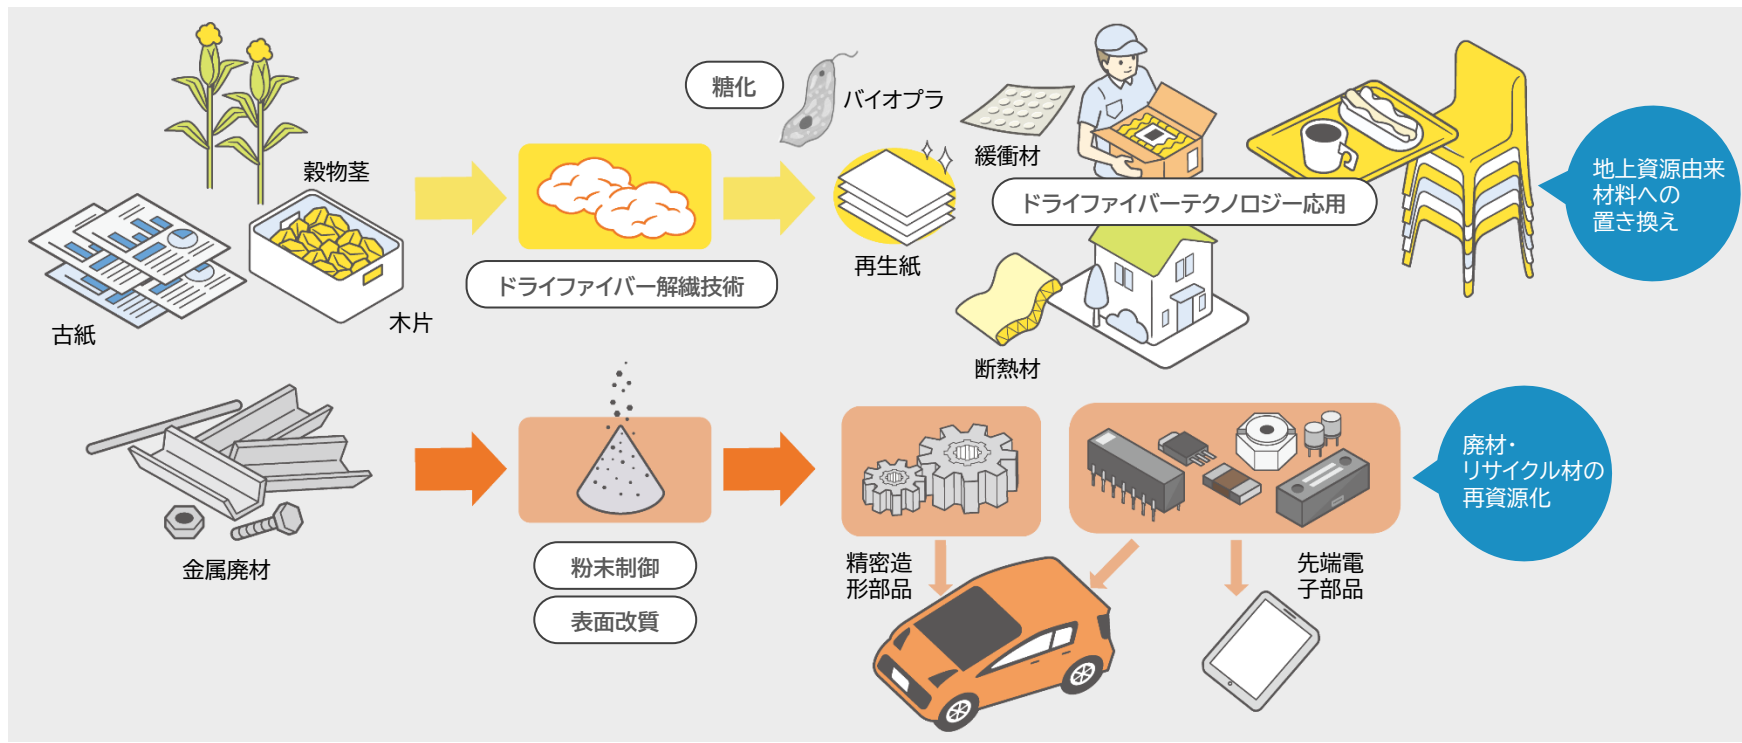 糖化
バイオプラ
穀物茎
緩衝材
地上資源由来
材料への
置き換え
ドライファイバーテクノロジー応用
再生紙
ドライファイバー解繊技術
古紙
木片
断熱材
廃材・
リサイクル材の
再資源化
金属廃材
粉末制御
表面改質
精密造
形部品
先端電
子部品